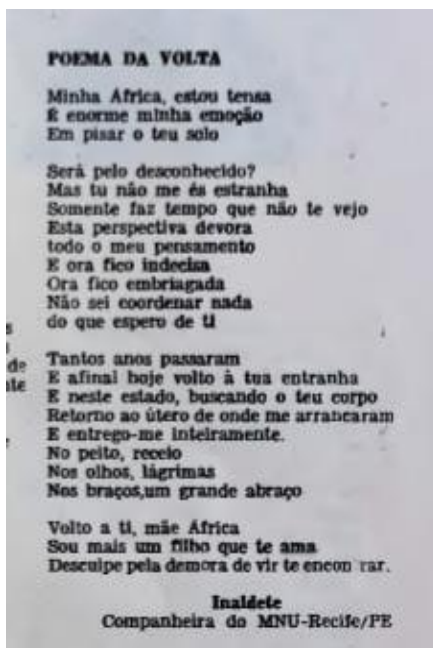 POEMA DA VOLTA
Minha Africa, estou tensa
É enorme minha emoção
Em pisar o teu solo
Será pelo desconhecido?
Mas tu não me és estranha
Somente faz tempo que não te vejo
Esta perspectiva devora
todo o meu pensamento
E ora fico indecisa
Ora fico embriagada
Não sei coordenar nada
do que espero de ti
Tantos anos passaram
E afinal hoje volto à tua entranha
E neste estado, buscando o teu corpo
Retorno ao útero de onde me arrancaram
E entrego-me inteiramente.
No peito, receio
Nos olhos, lágrimas
Nos braços,um grande abraço
Volto a ti, mãe Africa
Sou mais um filho que te ama
Desculpe pela demora de vir te encon rar.
Inaldete
Companheira do MNU-Recife/PE
s
de
te